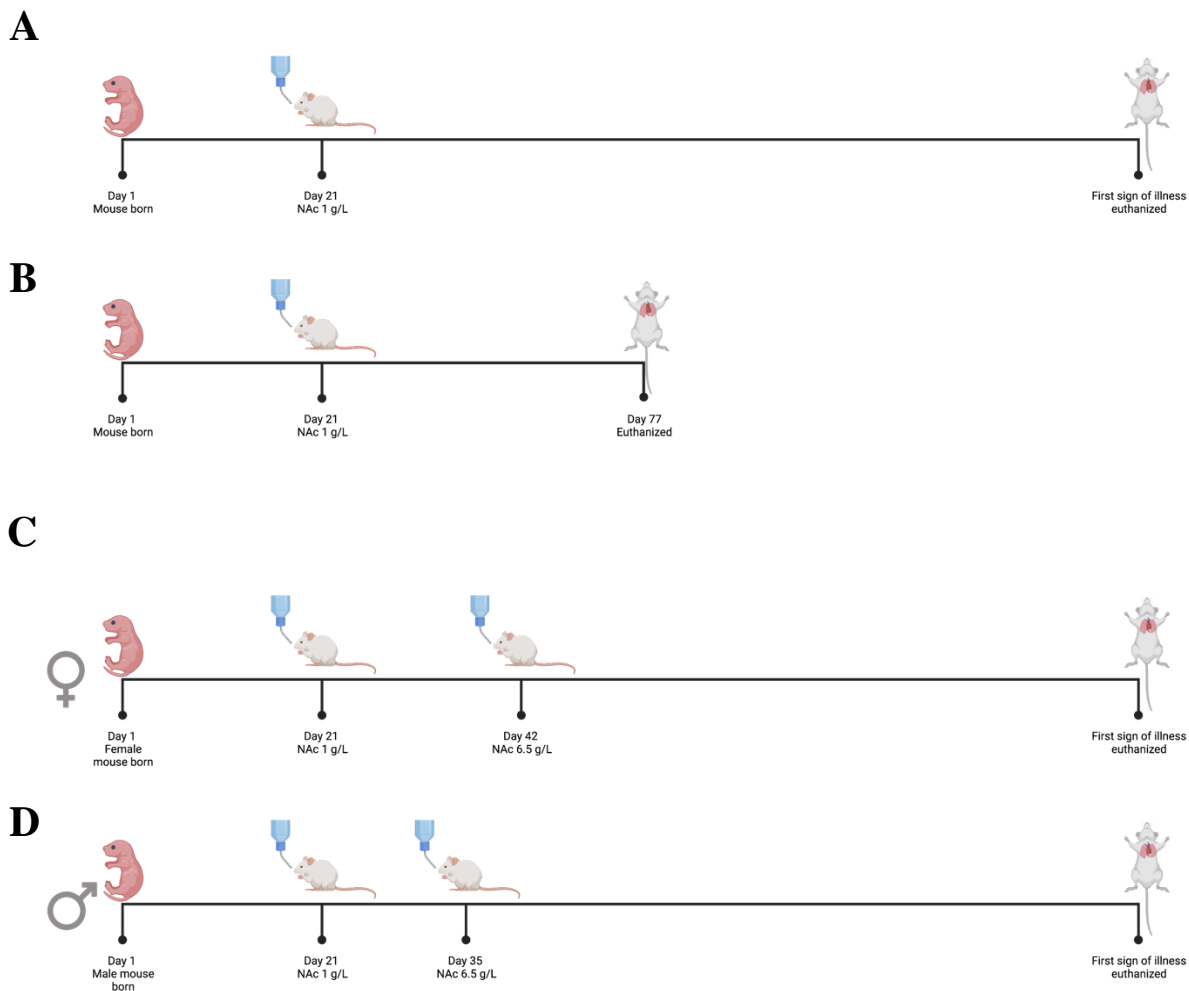 A
Day 1
Mouse born
Day 21
NAc 1 g/L
First sign of illness
euthanized
B
Day 1
Mouse born
Day 21
NAc 1 g/L
Day 77
Euthanized
C
Day 1
Female
mouse born
Day 21
NAc 1 g/L
Day 42
NAc 6.5 g/L
First sign of illness
euthanized
D
Day 1
Male mouse
born
Day 21
NAc 1 g/L
Day 35
NAc 6.5 g/L
First sign of illness
euthanized